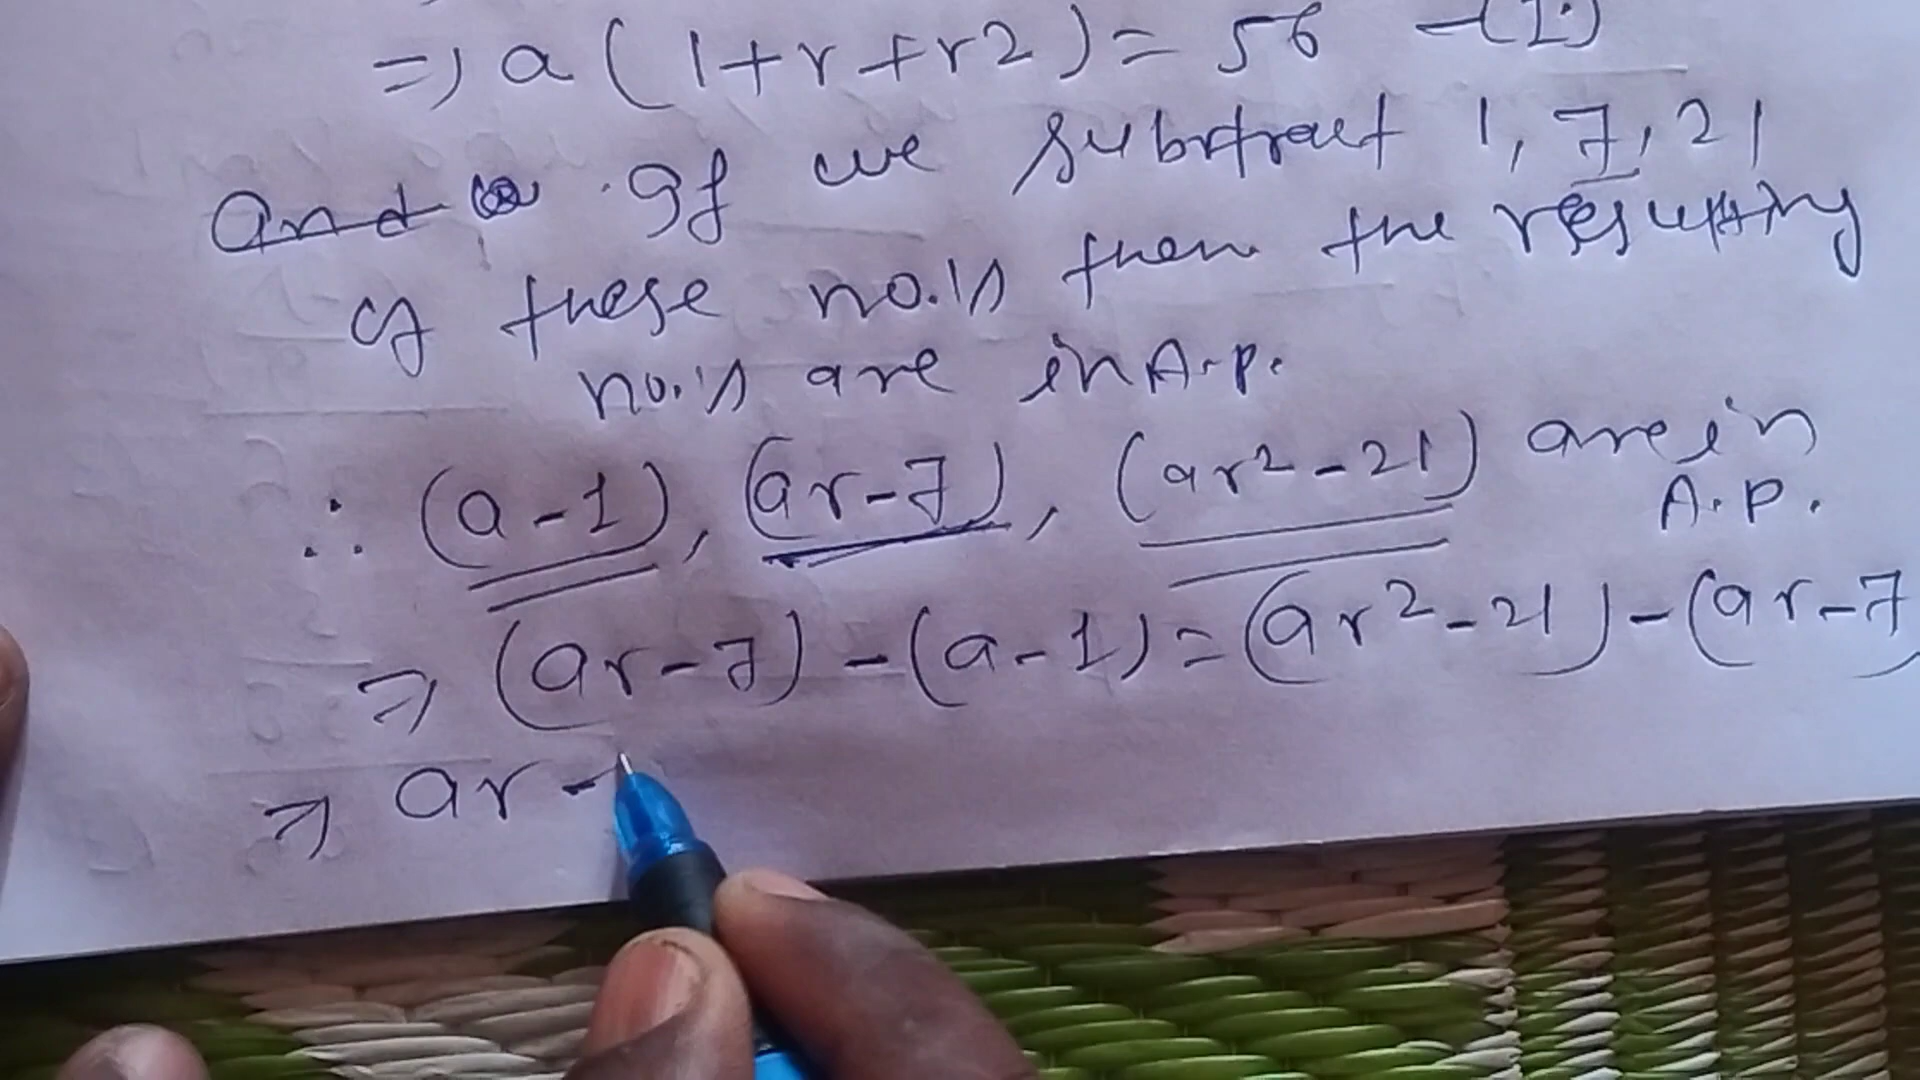 =) a (1+r+r2) = 56 -(I.)
and If we subtract 1, 7, 21
of these no.'s then the resulting
no.'s are in A.P.
∴ (a-1), (ar-7), (ar²-21) are in
A.P.
⇒ (ar-7) - (a-1) = (ar²-21) - (ar-7
⇒ ar -